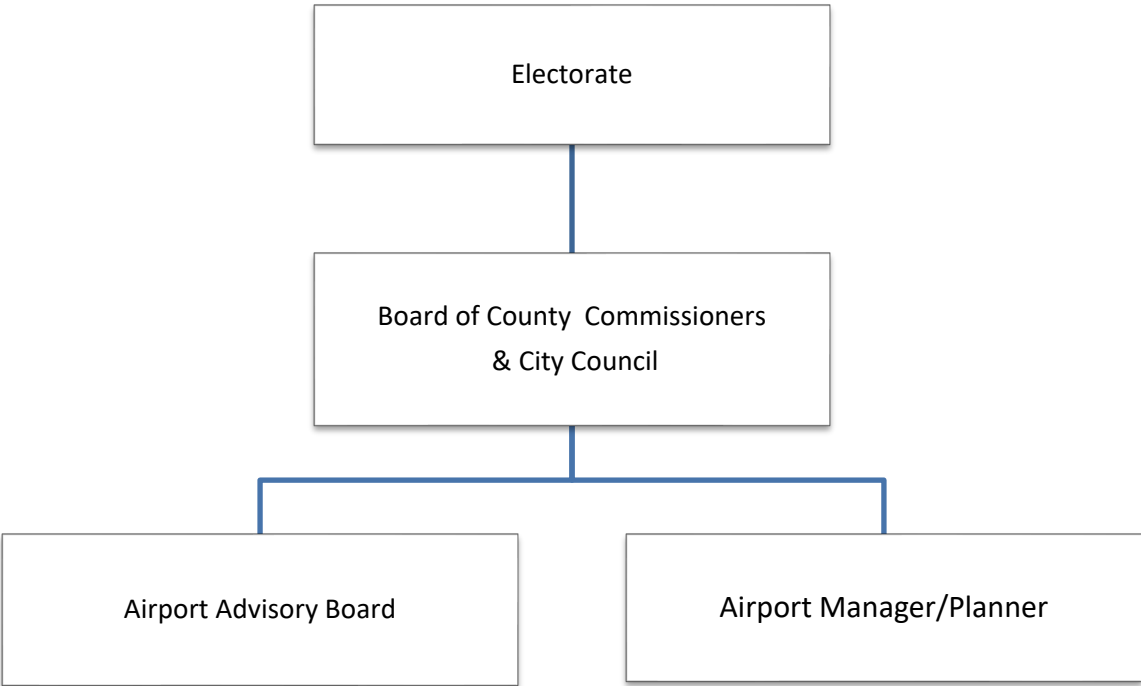 Electorate
Board of County  Commissioners
& City Council
Airport Advisory Board
Airport Manager/Planner